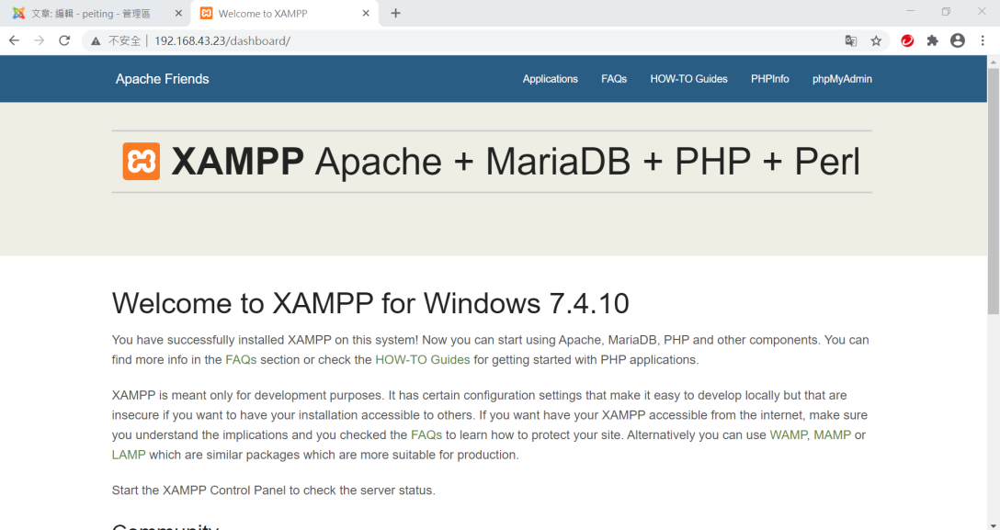 文章: 編輯 - peiting - 管理區
Welcome to XAMPP
不安全 | 192.168.43.23/dashboard/
Apache Friends
Applications FAQs HOW-TO Guides PHPInfo phpMyAdmin
XAMPP Apache + MariaDB + PHP + Perl
Welcome to XAMPP for Windows 7.4.10
You have successfully installed XAMPP on this system! Now you can start using Apache, MariaDB, PHP and other components. You can
find more info in the FAQs section or check the HOW-TO Guides for getting started with PHP applications.
XAMPP is meant only for development purposes. It has certain configuration settings that make it easy to develop locally but that are
insecure if you want to have your installation accessible to others. If you want have your XAMPP accessible from the internet, make sure
you understand the implications and you checked the FAQs to learn how to protect your site. Alternatively you can use WAMP, MAMP or
LAMP which are similar packages which are more suitable for production.
Start the XAMPP Control Panel to check the server status.
Community